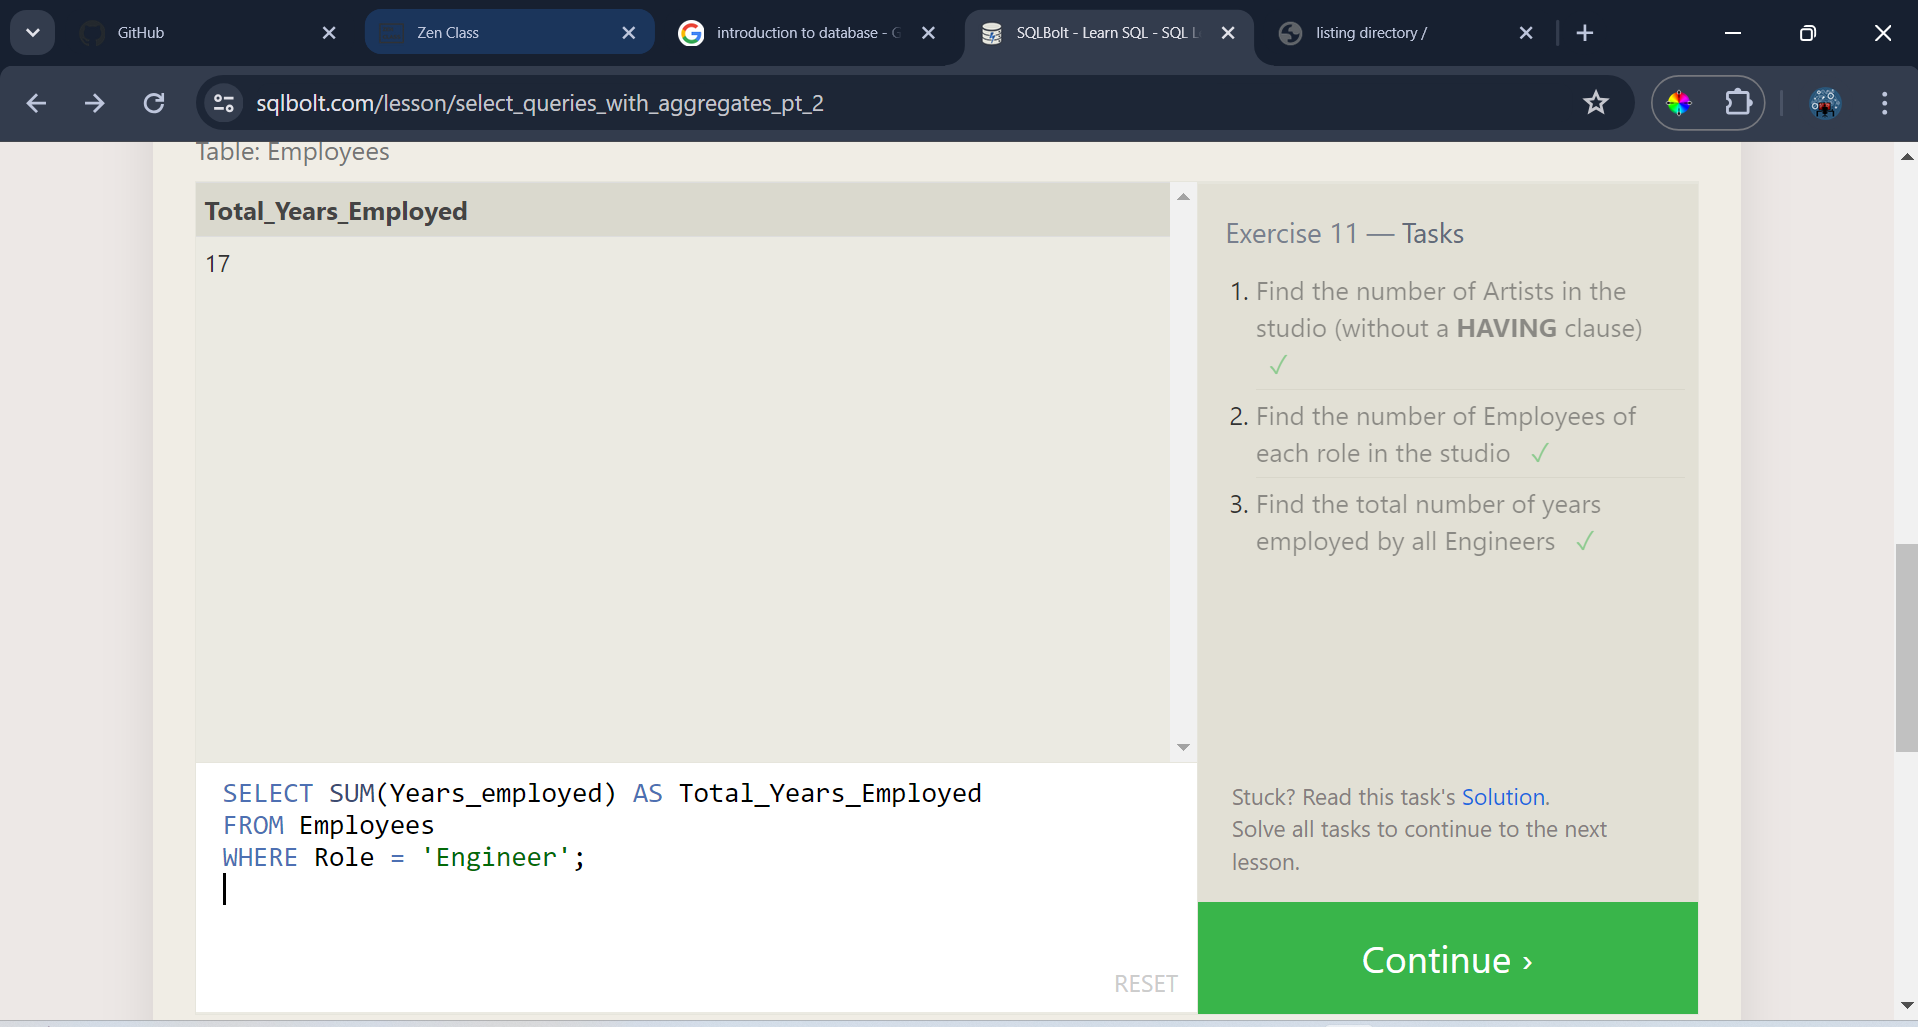 GitHub
Zen Class
introduction to database - G
SQLBolt - Learn SQL - SQL L
listing directory /
sqlbolt.com/lesson/select_queries_with_aggregates_pt_2
Table: Employees
Total_Years_Employed
17
Exercise 11 — Tasks
1. Find the number of Artists in the
studio (without a HAVING clause)
✓
2. Find the number of Employees of
each role in the studio ✓
3. Find the total number of years
employed by all Engineers ✓
SELECT SUM(Years_employed) AS Total_Years_Employed
FROM Employees
WHERE Role = 'Engineer';
RESET
Stuck? Read this task's Solution.
Solve all tasks to continue to the next
lesson.
Continue ›